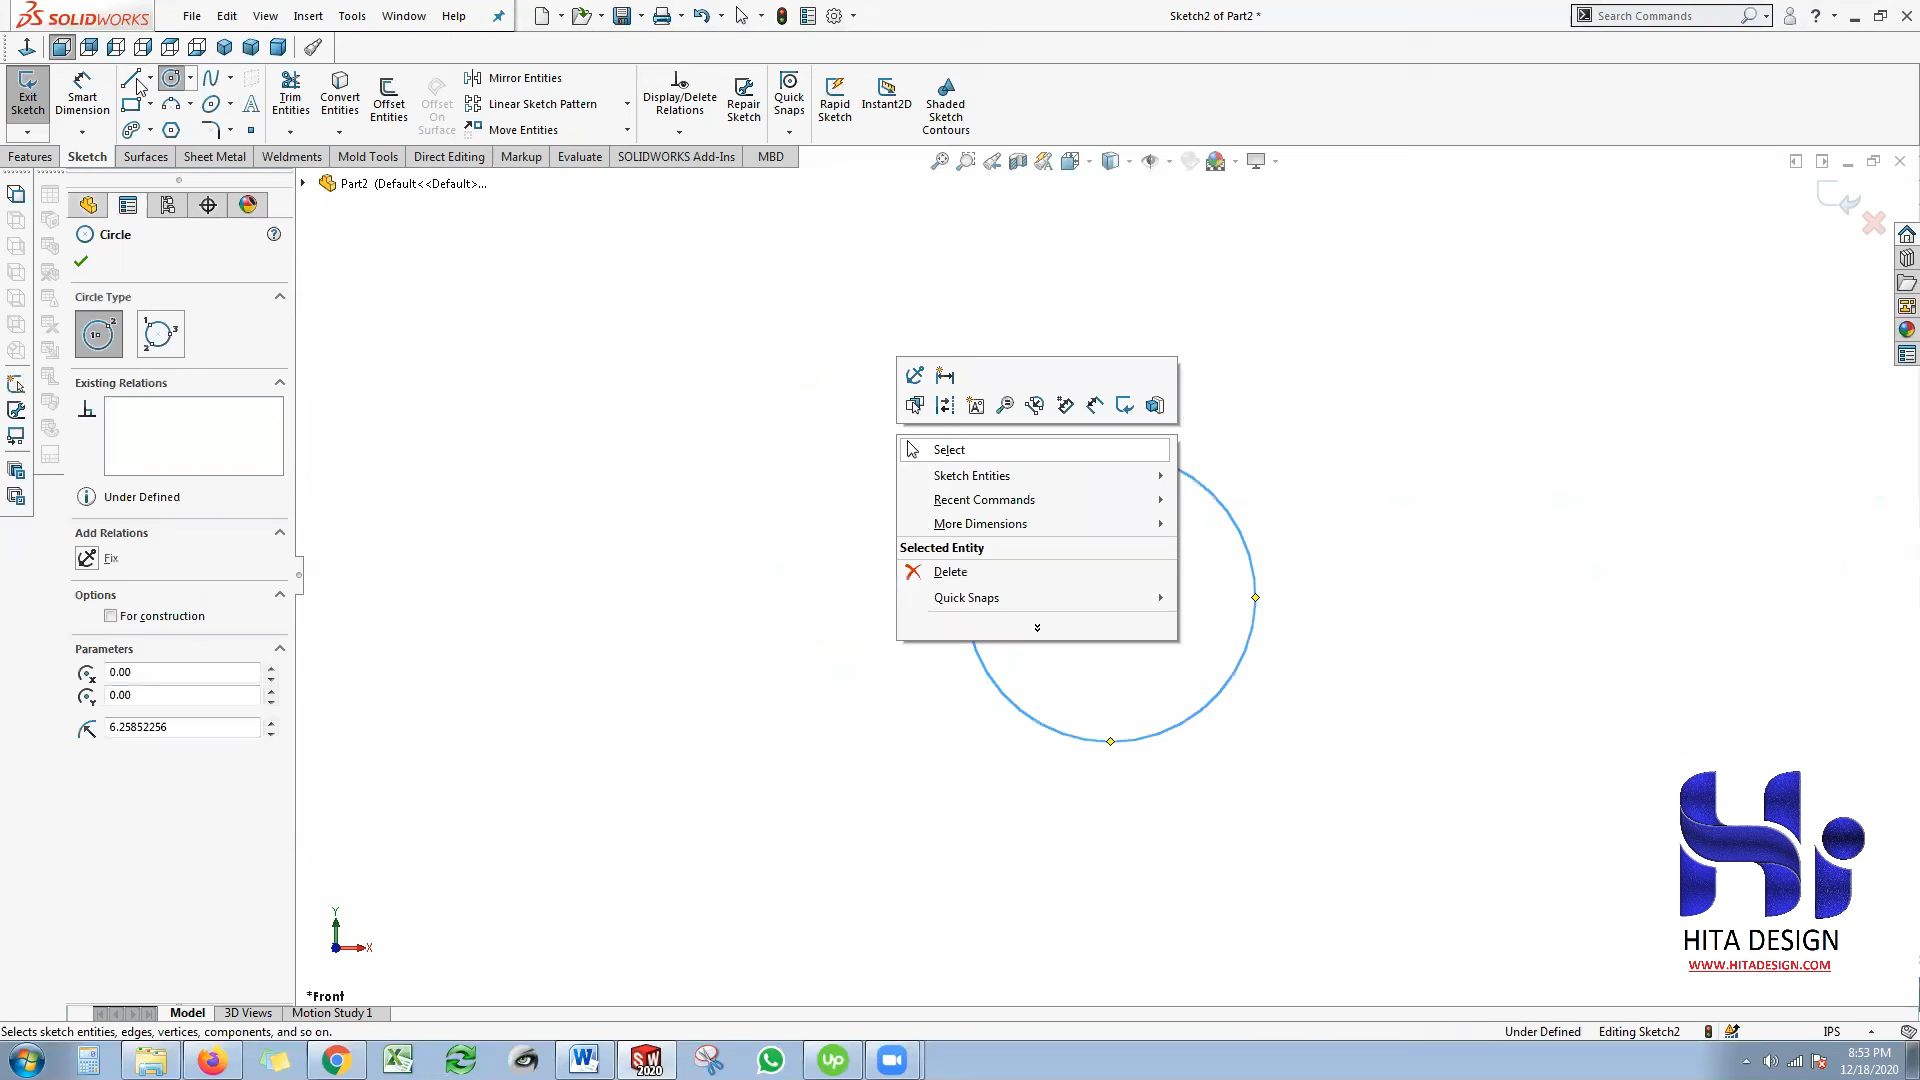 SOLIDWORKS
File
Edit
View
Insert
Tools
Window
Help
Sketch2 of Part2 *
Search Commands
Exit
Sketch
Smart
Dimension
Trim
Entities
Convert
Entities
Offset
Entities
Offset
On
Surface
Mirror Entities
Linear Sketch Pattern
Move Entities
Display/Delete
Relations
Repair
Sketch
Quick
Snaps
Rapid
Sketch
Instant2D
Shaded
Sketch
Contours
Features
Sketch
Surfaces
Sheet Metal
Weldments
Mold Tools
Direct Editing
Markup
Evaluate
SOLIDWORKS Add-Ins
MBD
Part2 (Default<<Default>...
Circle
Circle Type
Existing Relations
Under Defined
Add Relations
Fix
Options
For construction
Parameters
0.00
0.00
6.25852256
Select
Sketch Entities
Recent Commands
More Dimensions
Selected Entity
Delete
Quick Snaps
Y
X
*Front
HITA DESIGN
WWW.HITADESIGN.COM
Model
3D Views
Motion Study 1
Selects sketch entities, edges, vertices, components, and so on.
Under Defined
Editing Sketch2
IPS
8:53 PM
12/18/2020